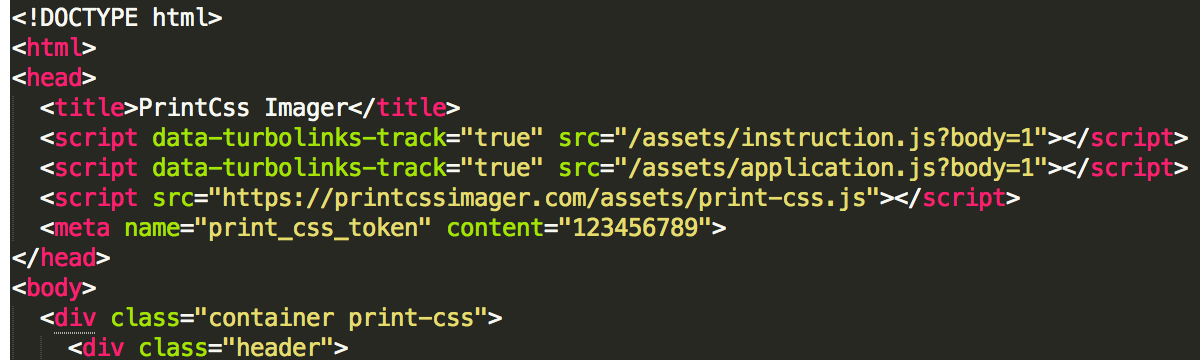 <!DOCTYPE html>
<html>
<head>
<title>PrintCss Imager</title>
<script data-turbolinks-track="true" src="/assets/instruction.js?body=1"></script>
<script data-turbolinks-track="true" src="/assets/application.js?body=1"></script>
<script src="https://printcssimager.com/assets/print-css.js"></script>
<meta name="print_css_token" content="123456789">
</head>
<body>
<div class="container print-css">
<div class="header">